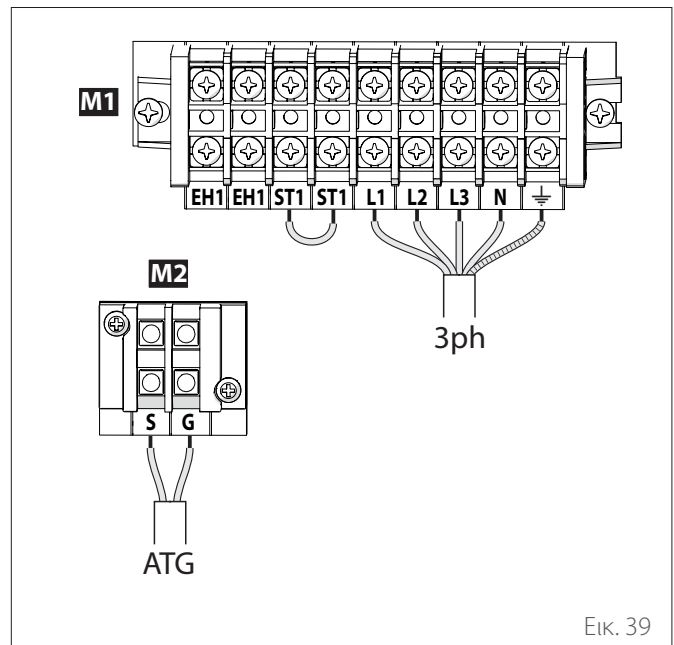 M1
EH1 EH1 ST1 ST1 L1 L2 L3 N
3ph
M2
S G
ATG
Εικ. 39